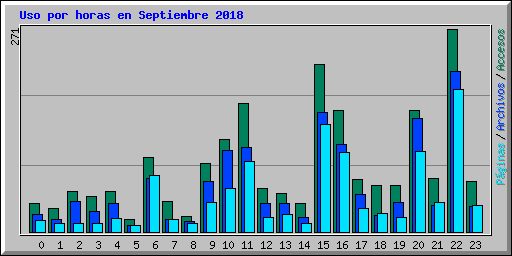 Uso por horas en Septiembre 2018
271
0 1 2 3 4 5 6 7 8 9 10 11 12 13 14 15 16 17 18 19 20 21 22 23
Páginas / Archivos / Accesos